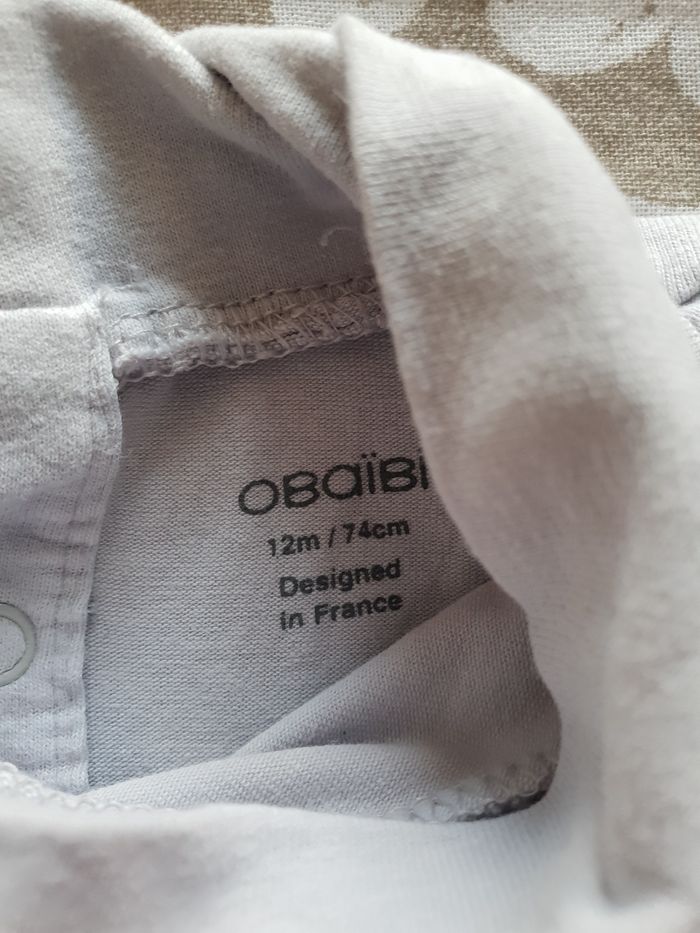 OBaïBI
12m / 74cm
Designed
in France